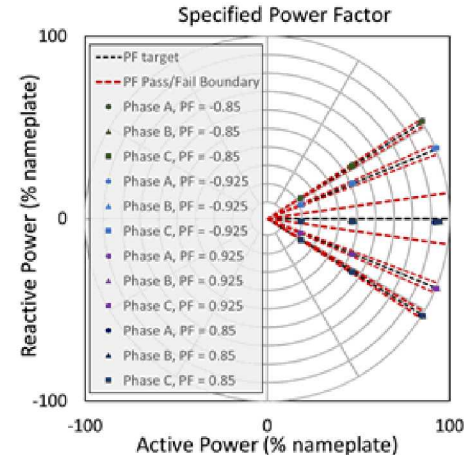 Specified Power Factor
100
PF target
PF Pass/Fail Boundary
Phase A, PF = -0.85
Phase B, PF = -0.85
Phase C, PF = -0.85
Phase A, PF = -0.925
Phase B, PF = -0.925
Phase C, PF = -0.925
Phase A, PF = 0.925
Phase B, PF = 0.925
Phase C, PF = 0.925
Phase A, PF = 0.85
Phase B, PF = 0.85
Phase C, PF = 0.85
Reactive Power (% nameplate)
0
-100
-100
0
100
Active Power (% nameplate)